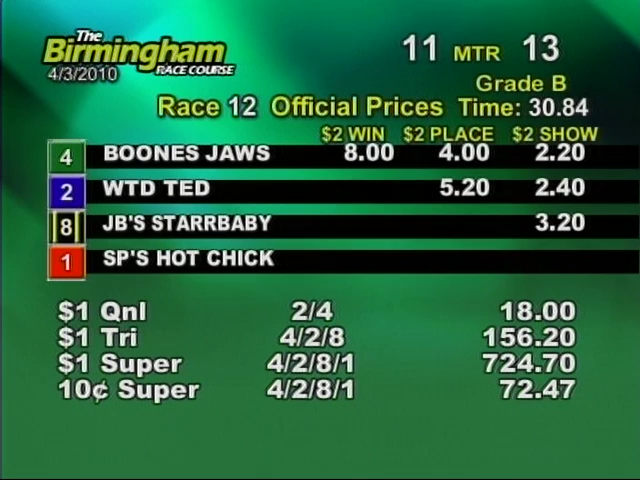 The
Birmingham
RACE COURSE
4/3/2010
11 MTR 13
Grade B
Race 12 Official Prices Time: 30.84
$2 WIN $2 PLACE $2 SHOW
4 BOONES JAWS 8.00 4.00 2.20
2 WTD TED 5.20 2.40
8 JB'S STARRBABY 3.20
1 SP'S HOT CHICK
$1 Qnl 2/4 18.00
$1 Tri 4/2/8 156.20
$1 Super 4/2/8/1 724.70
10¢ Super 4/2/8/1 72.47